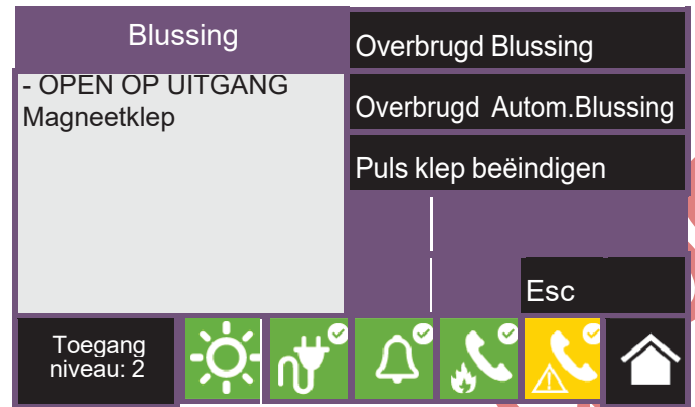 Blussing
- OPEN OP UITGANG
Magneetklep
Overbrugd Blussing
Overbrugd Autom.Blussing
Puls klep beëindigen
Esc
Toegang
niveau: 2